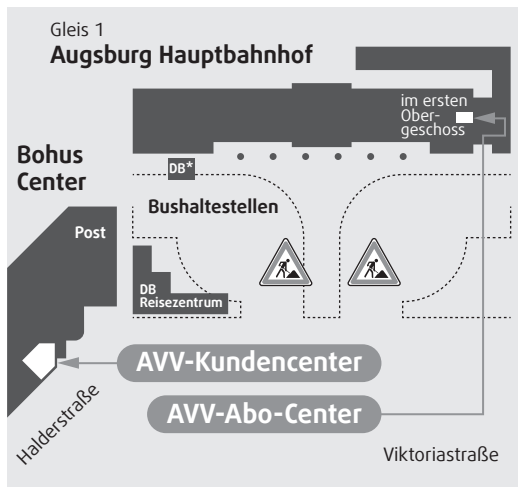 Gleis 1
Augsburg Hauptbahnhof
im ersten
Ober-
geschoss
Bohus
Center
DB*
Bushaltestellen
Post
DB
Reisezentrum
AVV-Kundencenter
AVV-Abo-Center
Halderstraße
Viktoriastraße